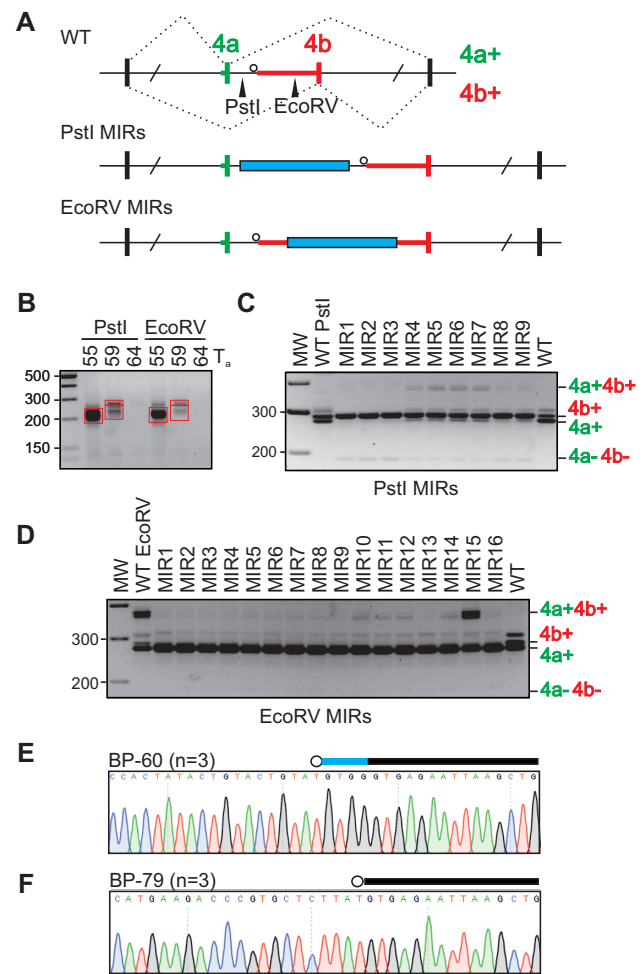 A
WT
4a
4b
4a+
4b+
PstI
EcoRV
PstI MIRs
EcoRV MIRs
B
PstI EcoRV
55 59 64 55 59 64 Ta
500
300
200
150
C
MW
WT PstI
MIR1
MIR2
MIR3
MIR4
MIR5
MIR6
MIR7
MIR8
MIR9
WT
300
200
4a+4b+
4b+
4a+
4a-4b-
PstI MIRs
D
MW
WT EcoRV
MIR1
MIR2
MIR3
MIR4
MIR5
MIR6
MIR7
MIR8
MIR9
MIR10
MIR11
MIR12
MIR13
MIR14
MIR15
MIR16
WT
300
200
4a+4b+
4b+
4a+
4a-4b-
EcoRV MIRs
E
BP-60 (n=3)
CCACTATACTGTACTGTATGTGGGTGAGAATTAAGCTG
F
BP-79 (n=3)
CATGAAGACCCGTGCTCTTATGTGAGAATTAAGCTG